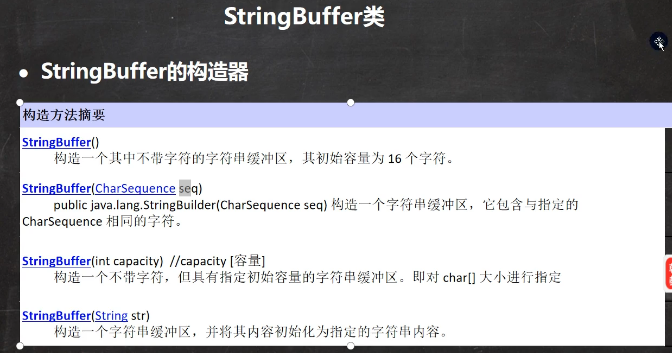 StringBuffer类
● StringBuffer的构造器
构造方法摘要
StringBuffer()
构造一个其中不带字符的字符串缓冲区，其初始容量为 16 个字符。
StringBuffer(CharSequence seq)
public java.lang.StringBuilder(CharSequence seq) 构造一个字符串缓冲区，它包含与指定的
CharSequence 相同的字符。
StringBuffer(int capacity) //capacity [容量]
构造一个不带字符，但具有指定初始容量的字符串缓冲区。即对 char[] 大小进行指定
StringBuffer(String str)
构造一个字符串缓冲区，并将其内容初始化为指定的字符串内容。